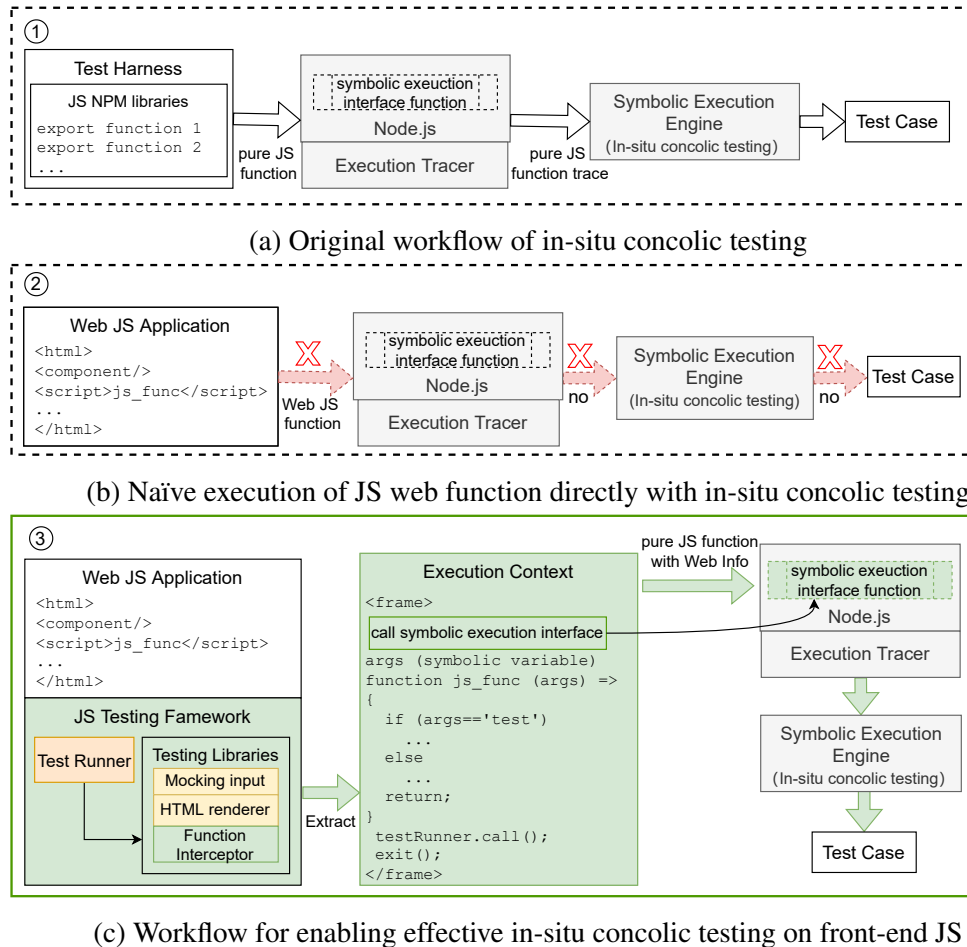 ①
Test Harness
JS NPM libraries
export function 1
export function 2
...
pure JS
function
symbolic exeuction
interface function
Node.js
Execution Tracer
pure JS
function trace
Symbolic Execution
Engine
(In-situ concolic testing)
Test Case
(a) Original workflow of in-situ concolic testing
②
Web JS Application
<html>
<component/>
<script>js_func</script>
...
</html>
X
Web JS
function
symbolic exeuction
interface function
Node.js
Execution Tracer
X
no
Symbolic Execution
Engine
(In-situ concolic testing)
X
no
Test Case
(b) Naïve execution of JS web function directly with in-situ concolic testing
③
Web JS Application
<html>
<component/>
<script>js_func</script>
...
</html>
JS Testing Famework
Test Runner
Testing Libraries
Mocking input
HTML renderer
Function
Interceptor
Extract
Execution Context
<frame>
call symbolic execution interface
args (symbolic variable)
function js_func (args) =>
{
if (args=='test')
...
else
...
return;
}
testRunner.call();
exit();
</frame>
pure JS function
with Web Info
symbolic exeuction
interface function
Node.js
Execution Tracer
Symbolic Execution
Engine
(In-situ concolic testing)
Test Case
(c) Workflow for enabling effective in-situ concolic testing on front-end JS